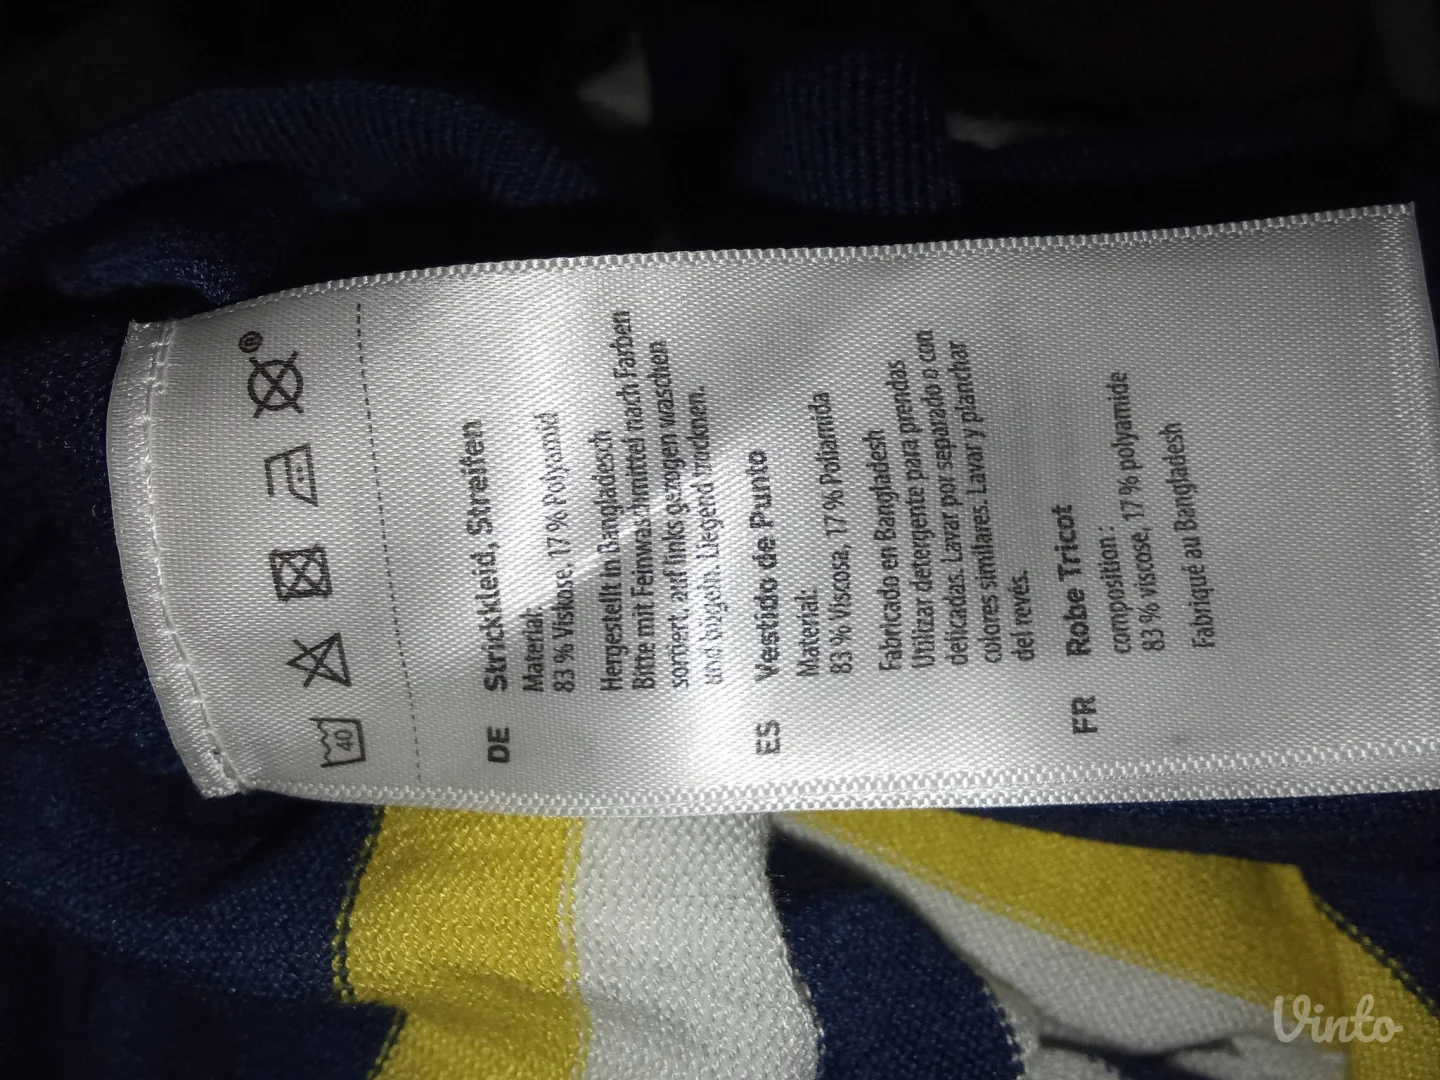 40
®
DE Strickkleid, Streifen
Material:
83 % Viskose, 17 % Polyamid
Hergestellt in Bangladesch
Bitte mit Feinwaschmittel nach Farben
sortiert, auf links gezogen waschen
und bügeln. Liegend trocknen.
ES Vestido de Punto
Material:
83 % Viscosa, 17 % Poliamida
Fabricado en Bangladesh
Utilizar detergente para prendas
delicadas. Lavar por separado o con
colores similares. Lavar y planchar
del revés.
FR Robe Tricot
composition :
83 % viscose, 17 % polyamide
Fabriqué au Bangladesh
Vinto